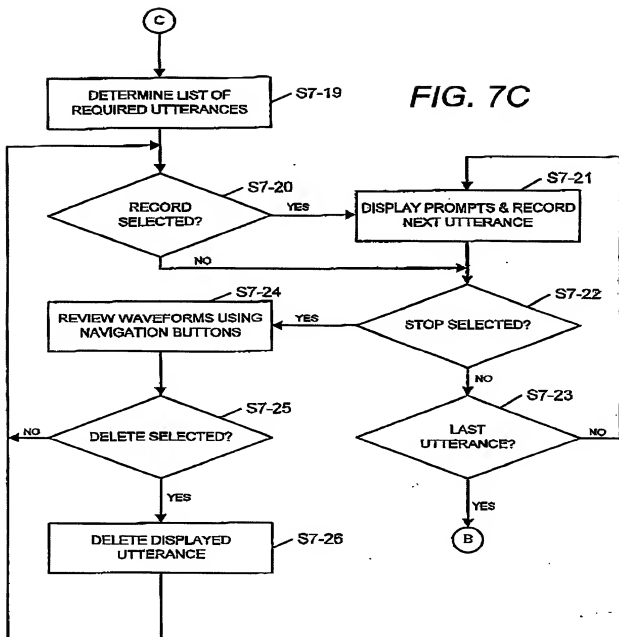 C
DETERMINE LIST OF
REQUIRED UTTERANCES
S7-19
FIG. 7C
S7-20
RECORD
SELECTED?
YES
NO
S7-21
DISPLAY PROMPTS & RECORD
NEXT UTTERANCE
S7-22
STOP SELECTED?
YES
NO
S7-24
REVIEW WAVEFORMS USING
NAVIGATION BUTTONS
S7-23
LAST
UTTERANCE?
NO
YES
B
S7-25
DELETE SELECTED?
NO
YES
DELETE DISPLAYED
UTTERANCE
S7-26